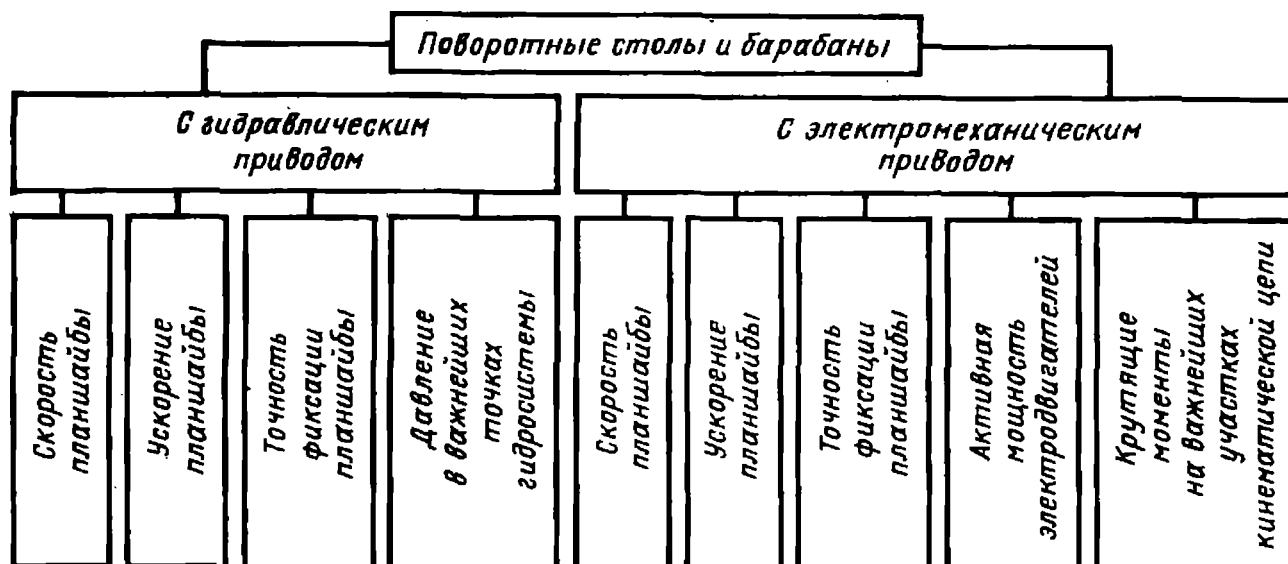 Поворотные столы и барабаны
С гидравлическим
приводом
С электромеханическим
приводом
Скорость
планшайбы
Ускорение
планшайбы
Точность
фиксации
планшайбы
Давление
в важнейших
точках
гидросистемы
Скорость
планшайбы
Ускорение
планшайбы
Точность
фиксации
планшайбы
Активная
мощность
электродвигателей
Крутящие
моменты
на важнейших
участках
кинематической цепи